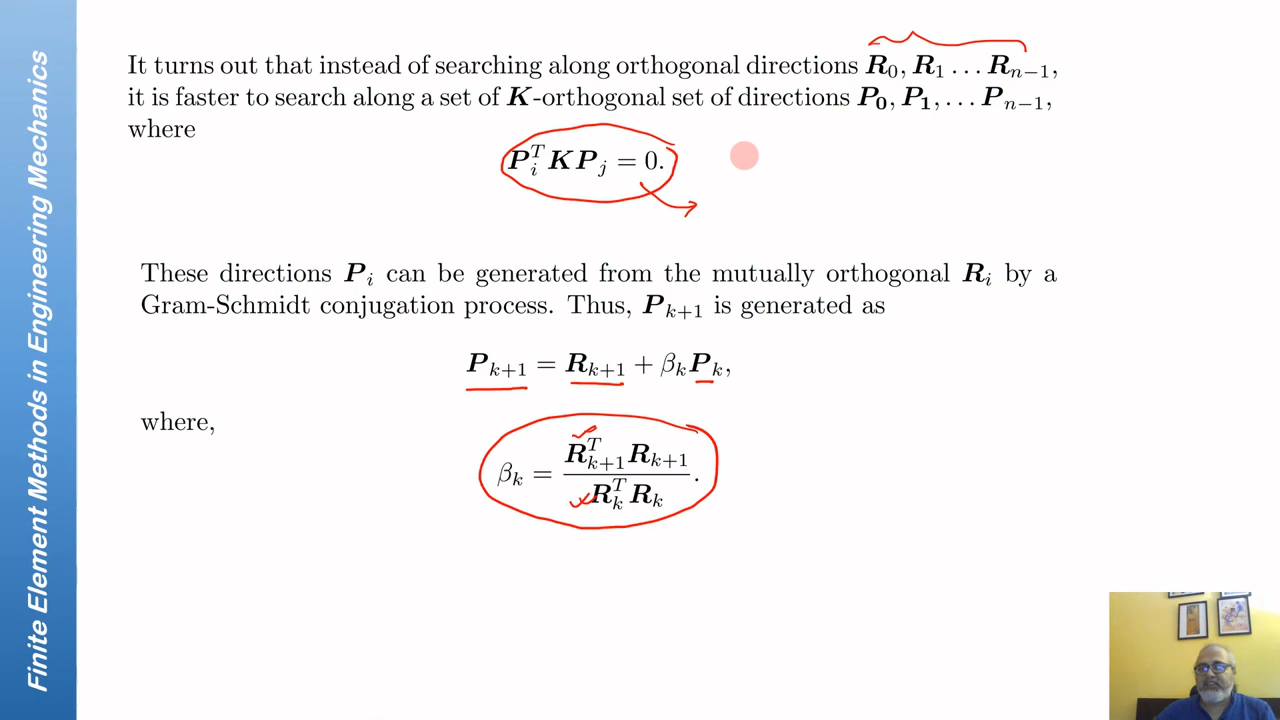 Finite Element Methods in Engineering Mechanics
It turns out that instead of searching along orthogonal directions R₀, R₁ … Rₙ₋₁,
it is faster to search along a set of K-orthogonal set of directions P₀, P₁, … Pₙ₋₁,
where
Pᵢᵀ K Pⱼ = 0.
These directions Pᵢ can be generated from the mutually orthogonal Rᵢ by a
Gram-Schmidt conjugation process. Thus, Pₖ₊₁ is generated as
Pₖ₊₁ = Rₖ₊₁ + βₖPₖ,
where,
βₖ = Rₖ₊₁ᵀ Rₖ₊₁ / Rₖᵀ Rₖ.